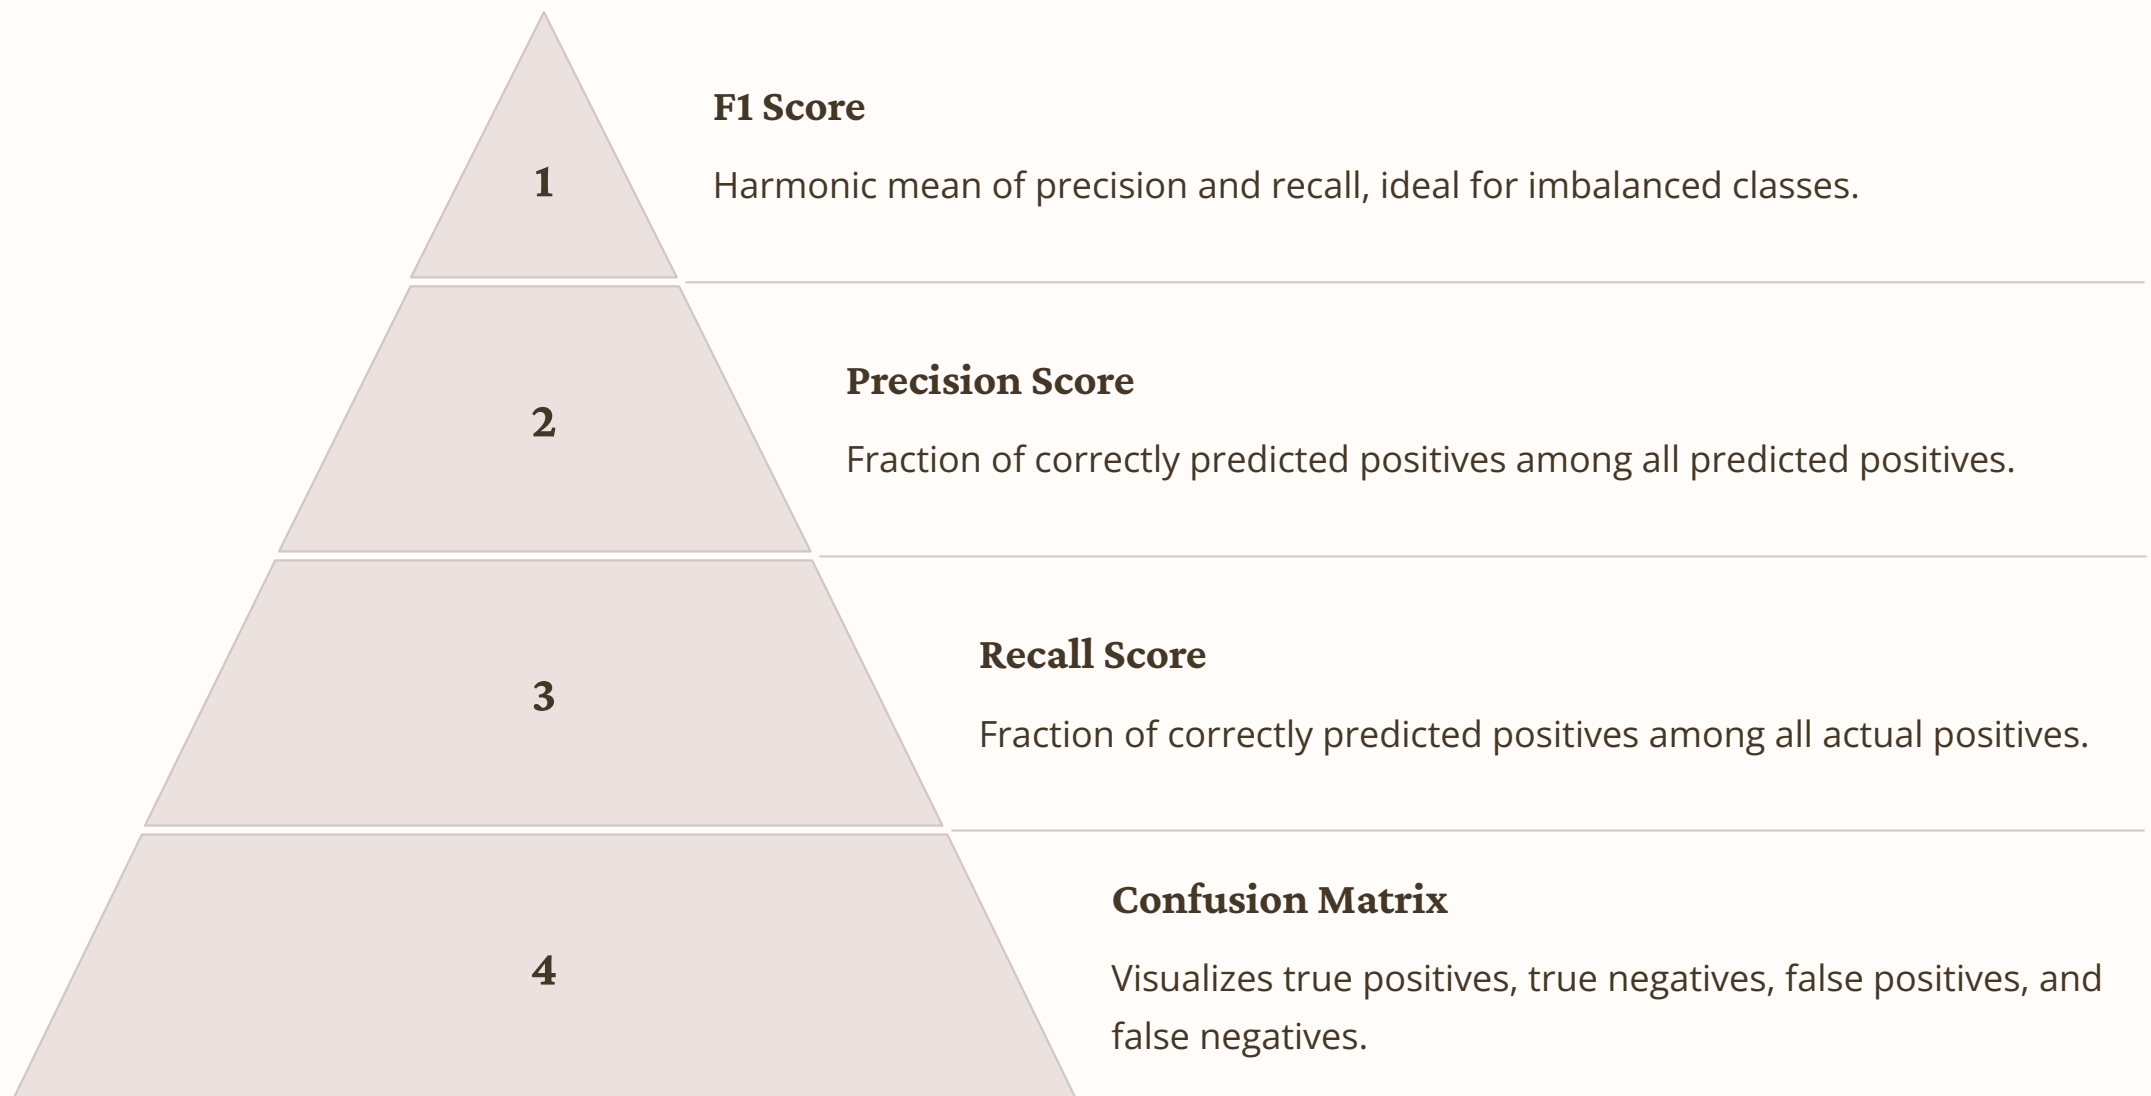 1
F1 Score
Harmonic mean of precision and recall, ideal for imbalanced classes.
2
Precision Score
Fraction of correctly predicted positives among all predicted positives.
3
Recall Score
Fraction of correctly predicted positives among all actual positives.
4
Confusion Matrix
Visualizes true positives, true negatives, false positives, and
false negatives.